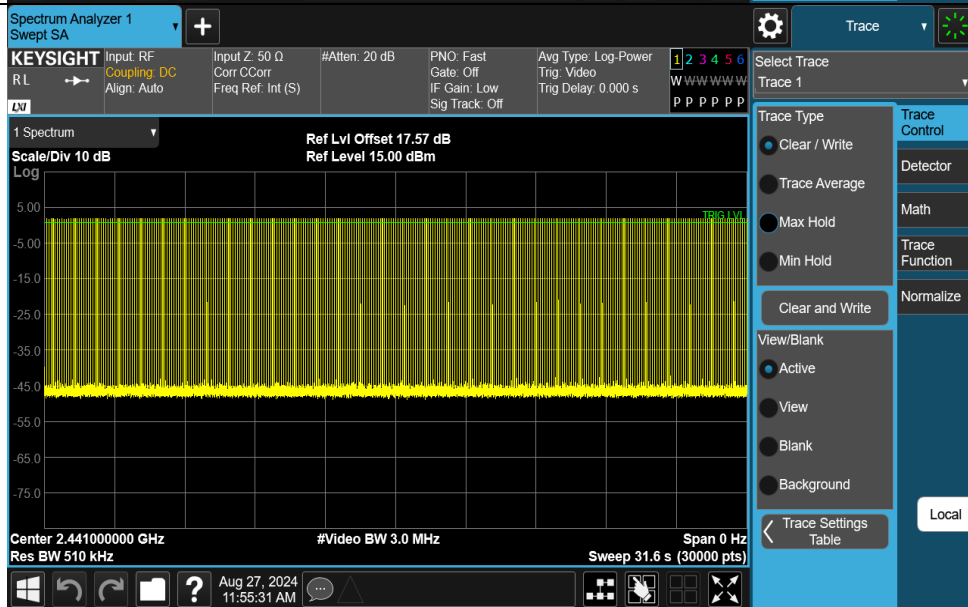 Spectrum Analyzer 1
Swept SA
Trace
KEYSIGHT
Input: RF
Input Z: 50 Ω
#Atten: 20 dB
PNO: Fast
Avg Type: Log-Power
1 2 3 4 5 6
R L
Coupling: DC
Corr CCorr
Gate: Off
Trig: Video
W W W W W W
Align: Auto
Freq Ref: Int (S)
IF Gain: Low
Trig Delay: 0.000 s
Sig Track: Off
P P P P P P
LXI
Select Trace
Trace 1
1 Spectrum
Ref Lvl Offset 17.57 dB
Scale/Div 10 dB
Ref Level 15.00 dBm
Log
5.00
TRIG LVL
-5.00
-15.0
-25.0
-35.0
-45.0
-55.0
-65.0
-75.0
Center 2.441000000 GHz
#Video BW 3.0 MHz
Span 0 Hz
Res BW 510 kHz
Sweep 31.6 s (30000 pts)
Trace Type
Clear / Write
Trace Average
Max Hold
Min Hold
Clear and Write
View/Blank
Active
View
Blank
Background
Trace Settings
Table
Trace
Control
Detector
Math
Trace
Function
Normalize
Local
?
Aug 27, 2024
11:55:31 AM